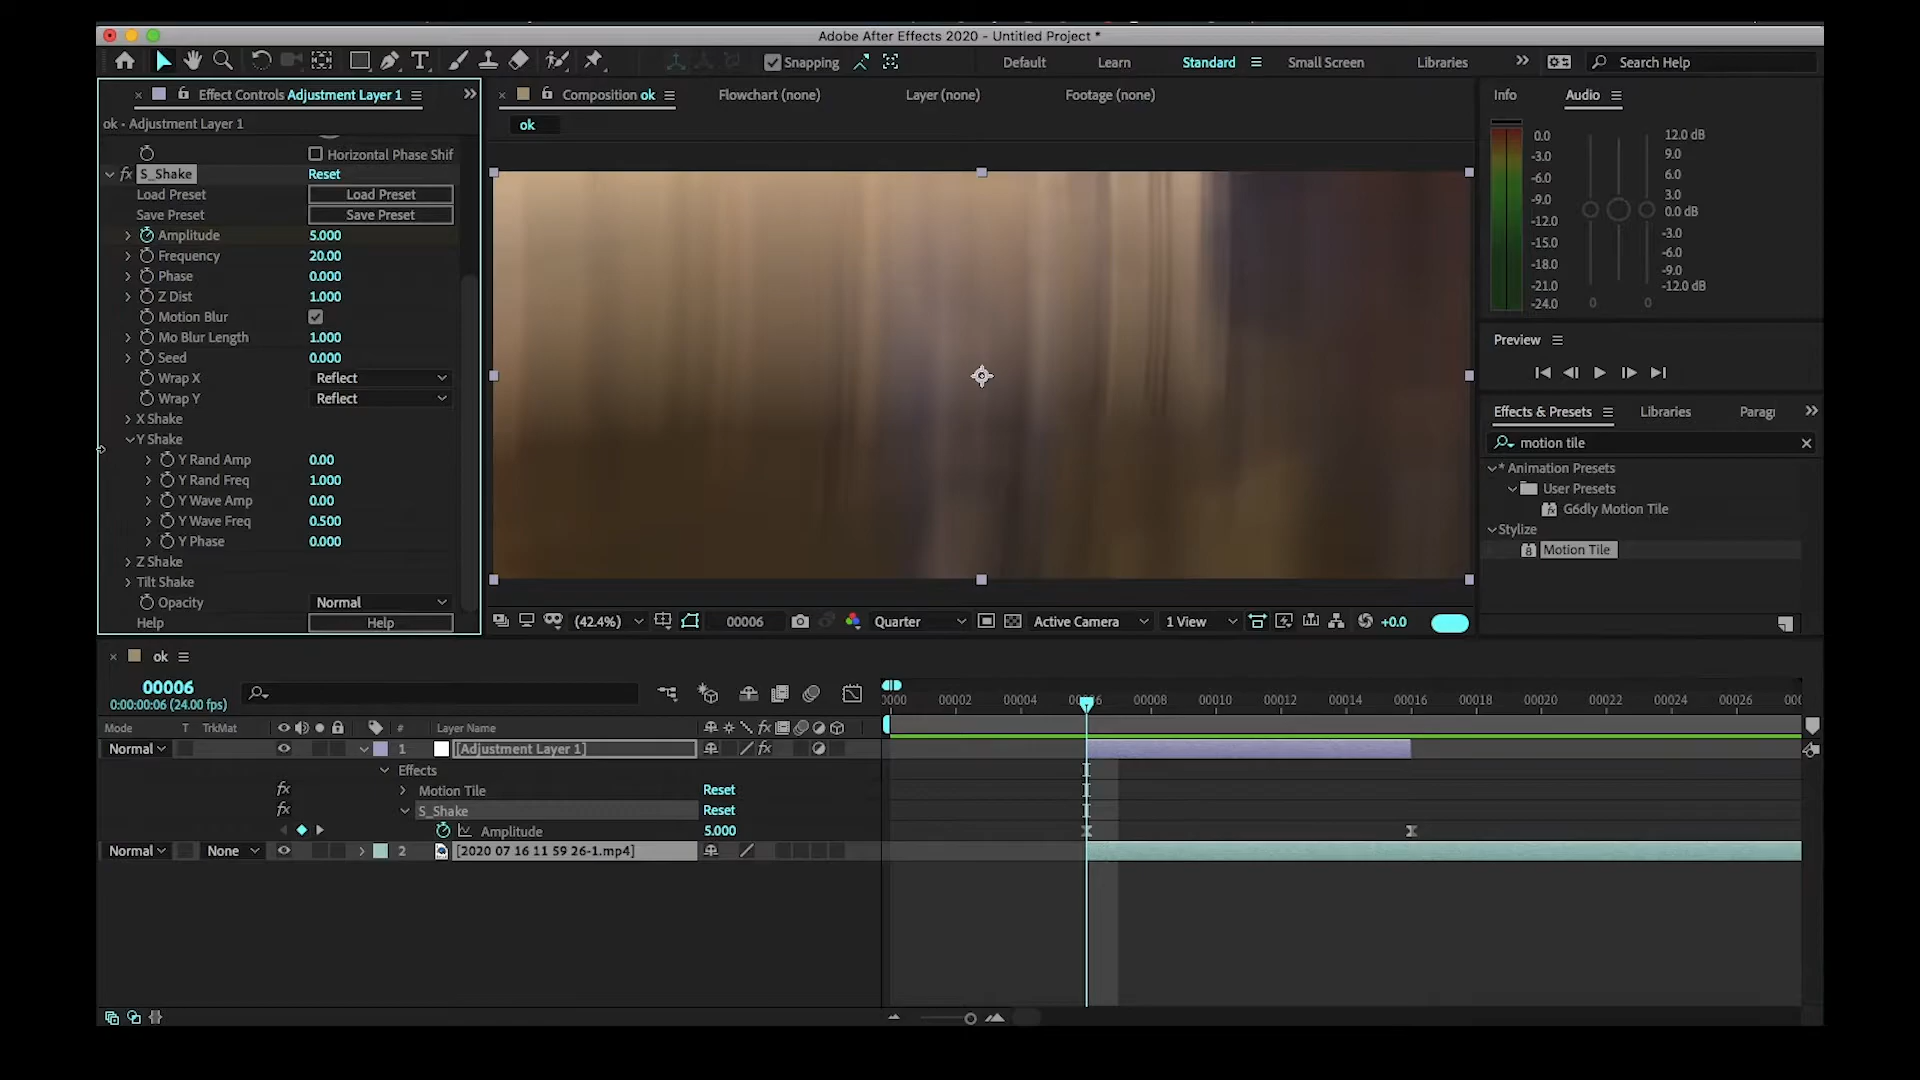 Adobe After Effects 2020 - Untitled Project *
Snapping
Default
Learn
Standard
Small Screen
Libraries
Search Help
Effect Controls Adjustment Layer 1
Composition ok
Flowchart (none)
Layer (none)
Footage (none)
Info
Audio
ok • Adjustment Layer 1
ok
Horizontal Phase Shif
fx S_Shake Reset
Load Preset Load Preset
Save Preset Save Preset
Amplitude 5.000
Frequency 20.00
Phase 0.000
Z Dist 1.000
Motion Blur
Mo Blur Length 1.000
Seed 0.000
Wrap X Reflect
Wrap Y Reflect
X Shake
Y Shake
Y Rand Amp 0.00
Y Rand Freq 1.000
Y Wave Amp 0.00
Y Wave Freq 0.500
Y Phase 0.000
Z Shake
Tilt Shake
Opacity Normal
Help Help
0.0
-3.0
-6.0
-9.0
-12.0
-15.0
-18.0
-21.0
-24.0
0
0
12.0 dB
9.0
6.0
3.0
0.0 dB
-3.0
-6.0
-9.0
-12.0 dB
Preview
Effects & Presets
Libraries
Paragı
motion tile
* Animation Presets
User Presets
G6dly Motion Tile
Stylize
Motion Tile
(42.4%)
00006
Quarter
Active Camera
1 View
+0.0
ok
00006
0:00:00:06 (24.00 fps)
0000 00002 00004 00006 00008 00010 00012 00014 00016 00018 00020 00022 00024 00026 000
Mode T TrkMat # Layer Name fx
Normal 1 [Adjustment Layer 1] fx
Effects
fx Motion Tile Reset
fx S_Shake Reset
Amplitude 5.000
Normal None 2 [2020 07 16 11 59 26-1.mp4]